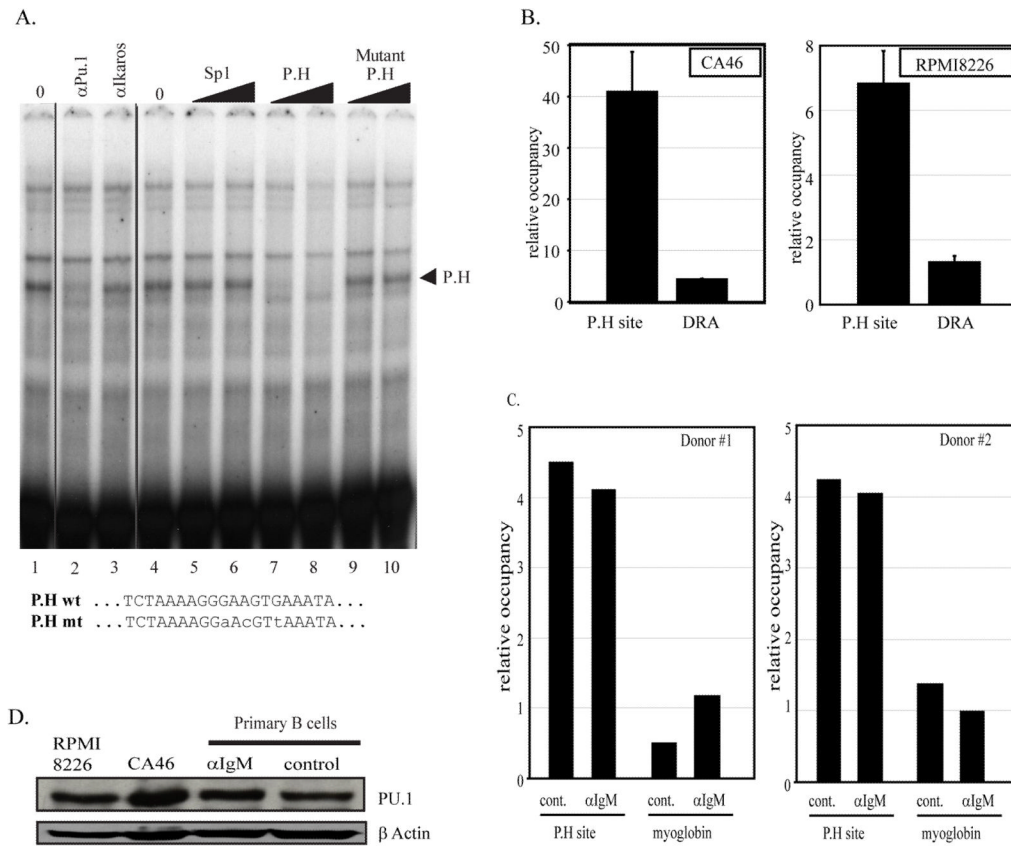 A.
0
αPu.1
αIkaros
0
Sp1
P.H
Mutant
P.H
P.H
1 2 3 4 5 6 7 8 9 10
P.H wt ...TCTAAAAGGGAAGTGAAATA...
P.H mt ...TCTAAAAGGaAcGTtAAATA...
B.
relative occupancy
50
40
30
20
10
0
CA46
P.H site DRA
relative occupancy
8
6
4
2
0
RPMI8226
P.H site DRA
C.
relative occupancy
5
4
3
2
1
0
Donor #1
cont. αIgM cont. αIgM
P.H site myoglobin
relative occupancy
5
4
3
2
1
0
Donor #2
cont. αIgM cont. αIgM
P.H site myoglobin
D.
Primary B cells
RPMI
8226 CA46 αIgM control
PU.1
β Actin